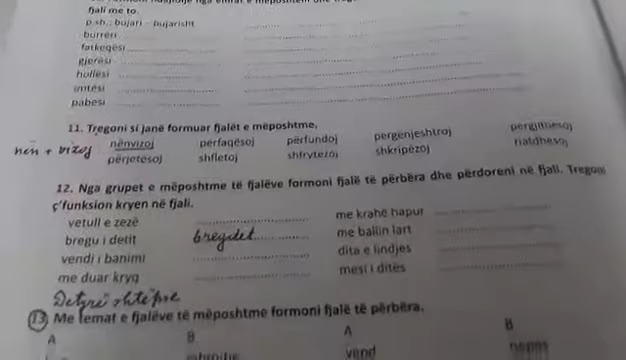 fjali me to.
p.sh.: bujari - bujarisht
burrëri
fatkeqësi
gjerësi
hollësi
imtësi
pabesi
11. Tregoni si janë formuar fjalët e mëposhtme.
nën + vizoj nënvizoj përfaqësoj përfundoj pergjenjeshtroj përgjithësoj
përjetësoj shfletoj shfrytëzoj shkripëzoj riatdhesoj
12. Nga grupet e mëposhtme të fjalëve formoni fjalë të përbëra dhe përdoreni në fjali. Tregoni
ç'funksion kryen në fjali.
vetull e zezë me krahë hapur
bregu i detit bregdet me ballin lart
vendi i banimi dita e lindjes
me duar kryq mesi i ditës
Detyrë shtëpie
13. Me temat e fjalëve të mëposhtme formoni fjalë të përbëra.
A B A B
vend